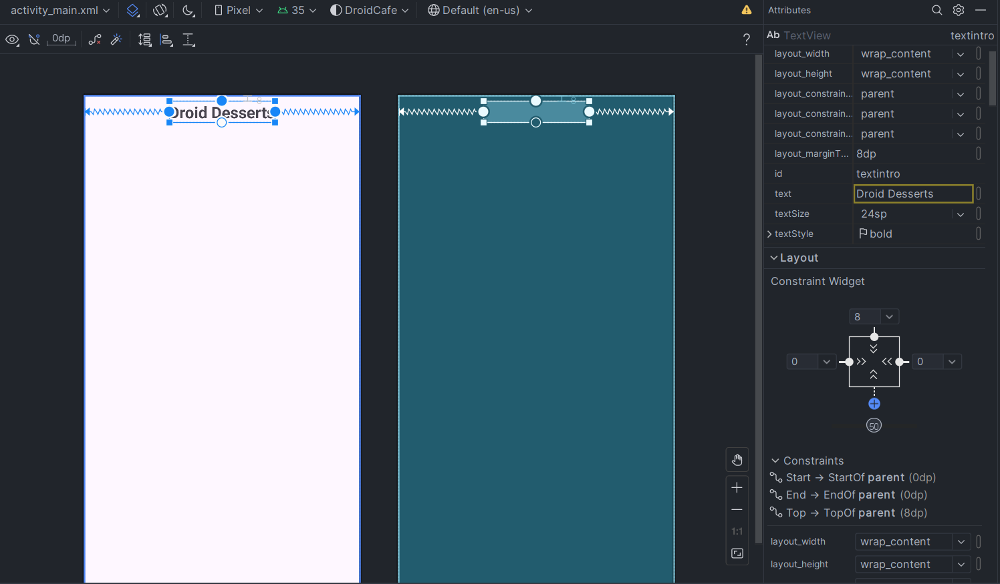 activity_main.xml Pixel 35 DroidCafe Default (en-us)
Attributes
0dp ?
Ab TextView textintro
layout_width wrap_content
layout_height wrap_content
layout_constrain... parent
layout_constrain... parent
layout_constrain... parent
layout_marginT... 8dp
id textintro
text Droid Desserts
textSize 24sp
textStyle bold
8
Droid Desserts
8
Layout
Constraint Widget
8
0 0
50
Constraints
Start → StartOf parent (0dp)
End → EndOf parent (0dp)
Top → TopOf parent (8dp)
1:1
layout_width wrap_content
layout_height wrap_content